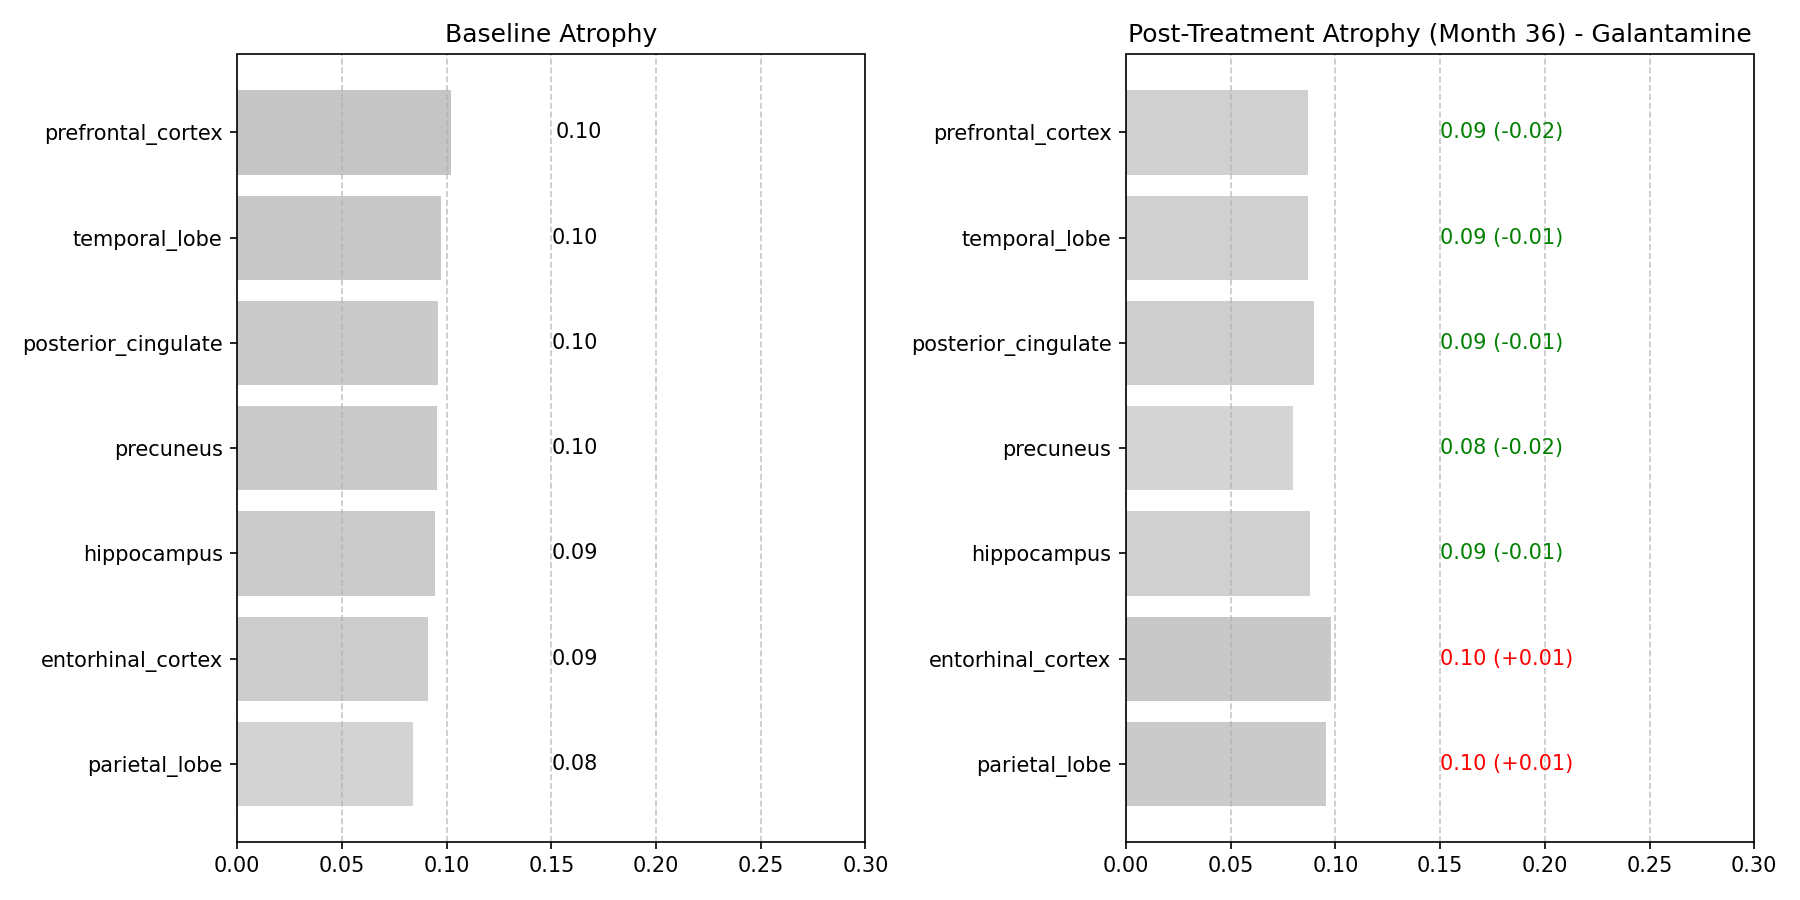 Baseline Atrophy
prefrontal_cortex 0.10
temporal_lobe 0.10
posterior_cingulate 0.10
precuneus 0.10
hippocampus 0.09
entorhinal_cortex 0.09
parietal_lobe 0.08
0.00 0.05 0.10 0.15 0.20 0.25 0.30
Post-Treatment Atrophy (Month 36) - Galantamine
prefrontal_cortex 0.09 (-0.02)
temporal_lobe 0.09 (-0.01)
posterior_cingulate 0.09 (-0.01)
precuneus 0.08 (-0.02)
hippocampus 0.09 (-0.01)
entorhinal_cortex 0.10 (+0.01)
parietal_lobe 0.10 (+0.01)
0.00 0.05 0.10 0.15 0.20 0.25 0.30